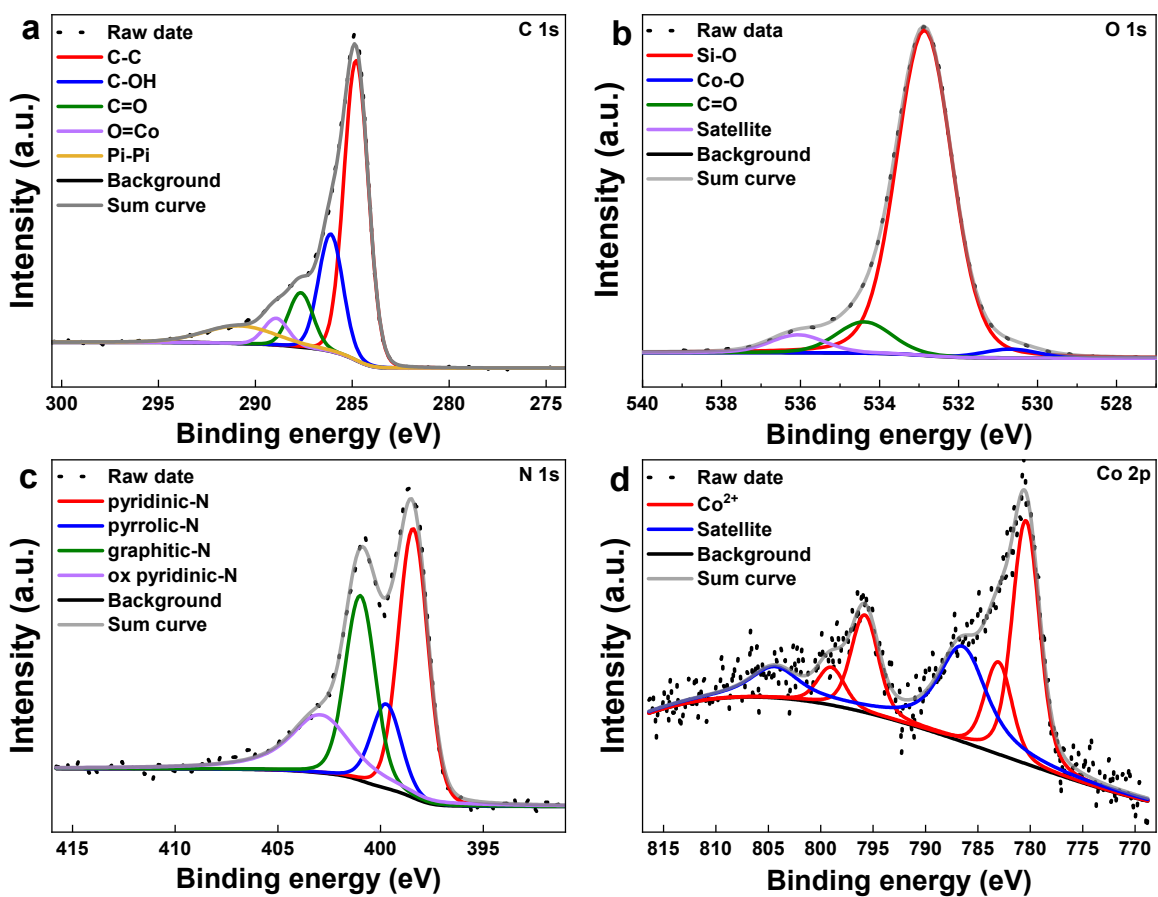 a
C 1s
Raw date
C-C
C-OH
C=O
O=Co
Pi-Pi
Background
Sum curve
Intensity (a.u.)
300 295 290 285 280 275
Binding energy (eV)
b
O 1s
Raw data
Si-O
Co-O
C=O
Satellite
Background
Sum curve
Intensity (a.u.)
540 538 536 534 532 530 528
Binding energy (eV)
c
N 1s
Raw date
pyridinic-N
pyrrolic-N
graphitic-N
ox pyridinic-N
Background
Sum curve
Intensity (a.u.)
415 410 405 400 395
Binding energy (eV)
d
Co 2p
Raw date
Co²⁺
Satellite
Background
Sum curve
Intensity (a.u.)
815 810 805 800 795 790 785 780 775 770
Binding energy (eV)